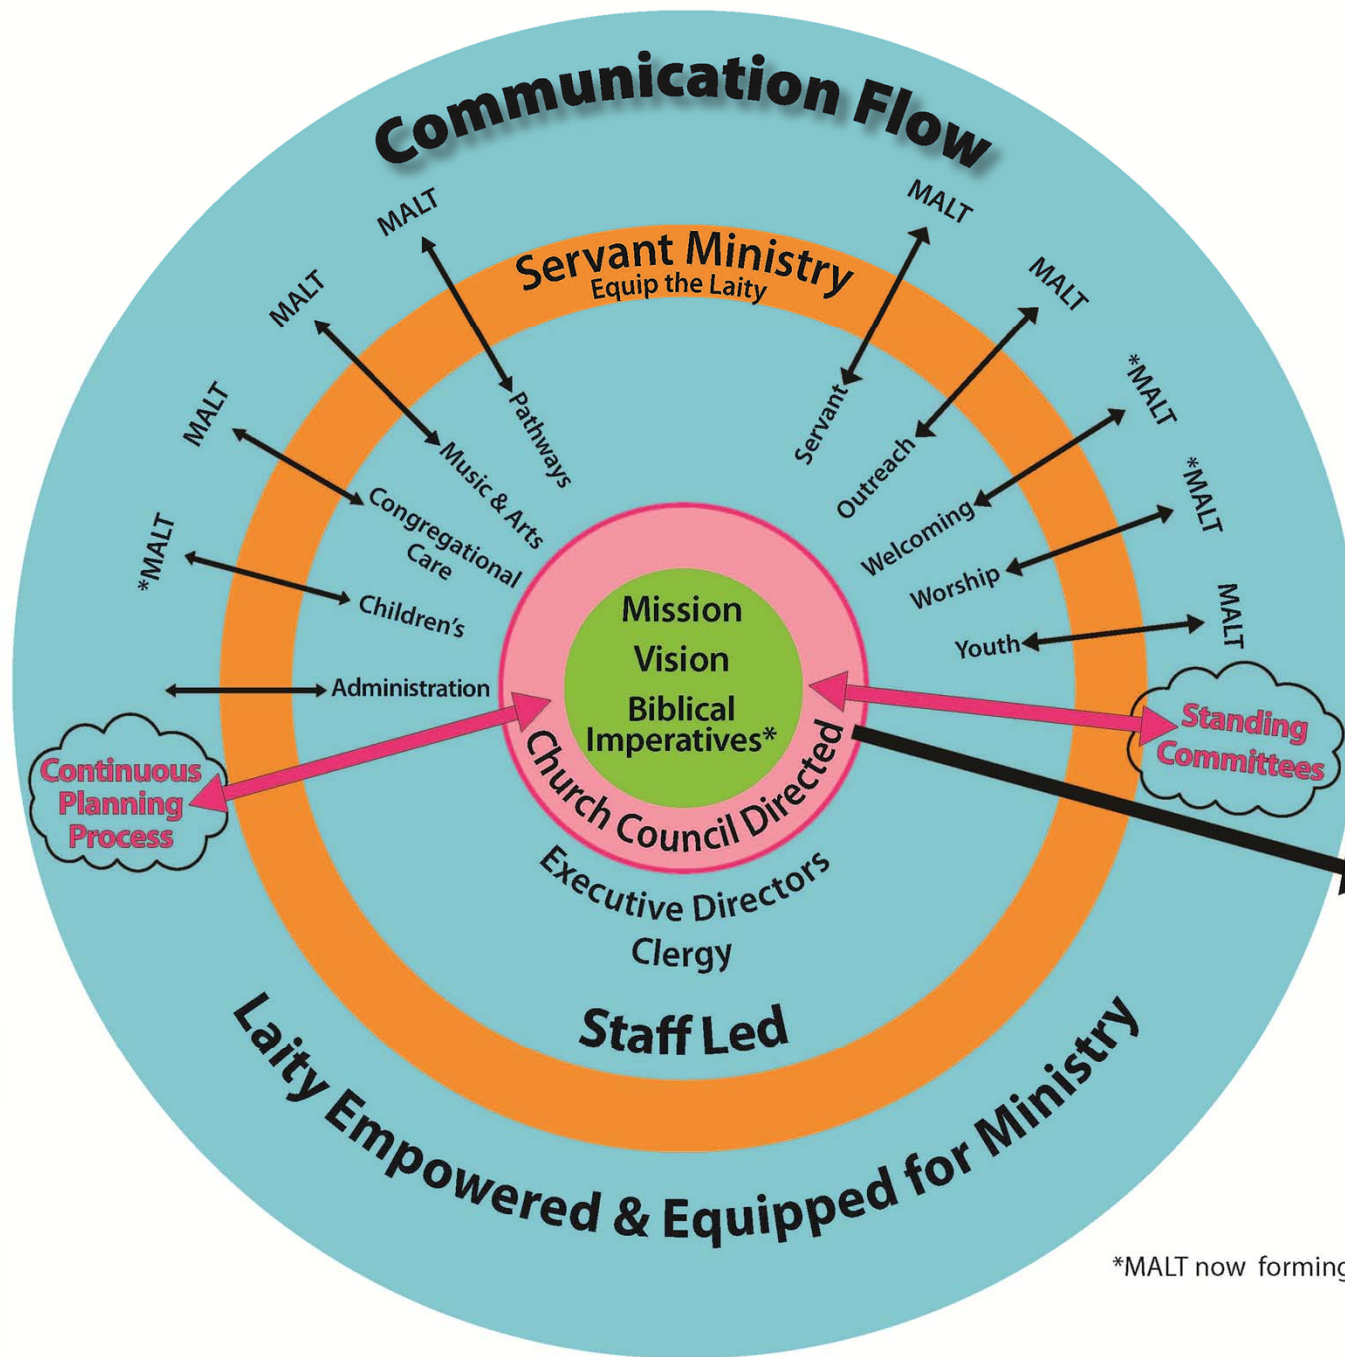 Communication Flow
MALT
MALT
MALT
*MALT
MALT
MALT
*MALT
*MALT
MALT
Servant Ministry
Equip the Laity
Pathways
Music & Arts
Congregational
Care
Children's
Administration
Servant
Outreach
Welcoming
Worship
Youth
Mission
Vision
Biblical
Imperatives*
Church Council Directed
Continuous
Planning
Process
Standing
Committees
Executive Directors
Clergy
Staff Led
Laity Empowered & Equipped for Ministry
*MALT now forming